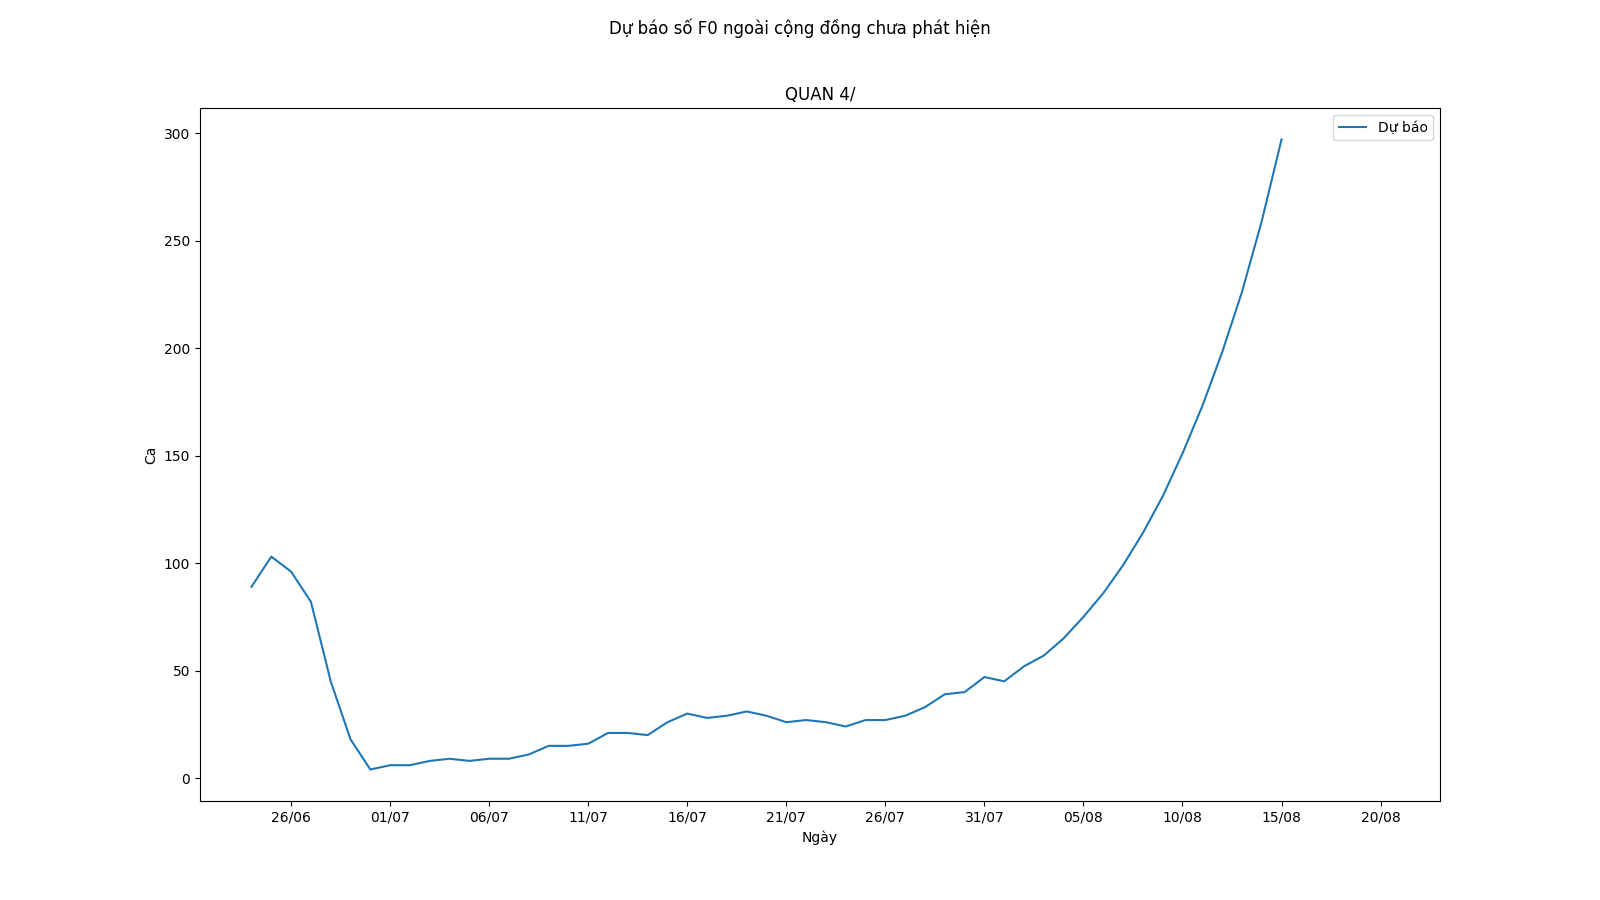 Dự báo số F0 ngoài cộng đồng chưa phát hiện
QUAN 4/
Dự báo
300
250
200
150
100
50
0
Ca
26/06 01/07 06/07 11/07 16/07 21/07 26/07 31/07 05/08 10/08 15/08 20/08
Ngày